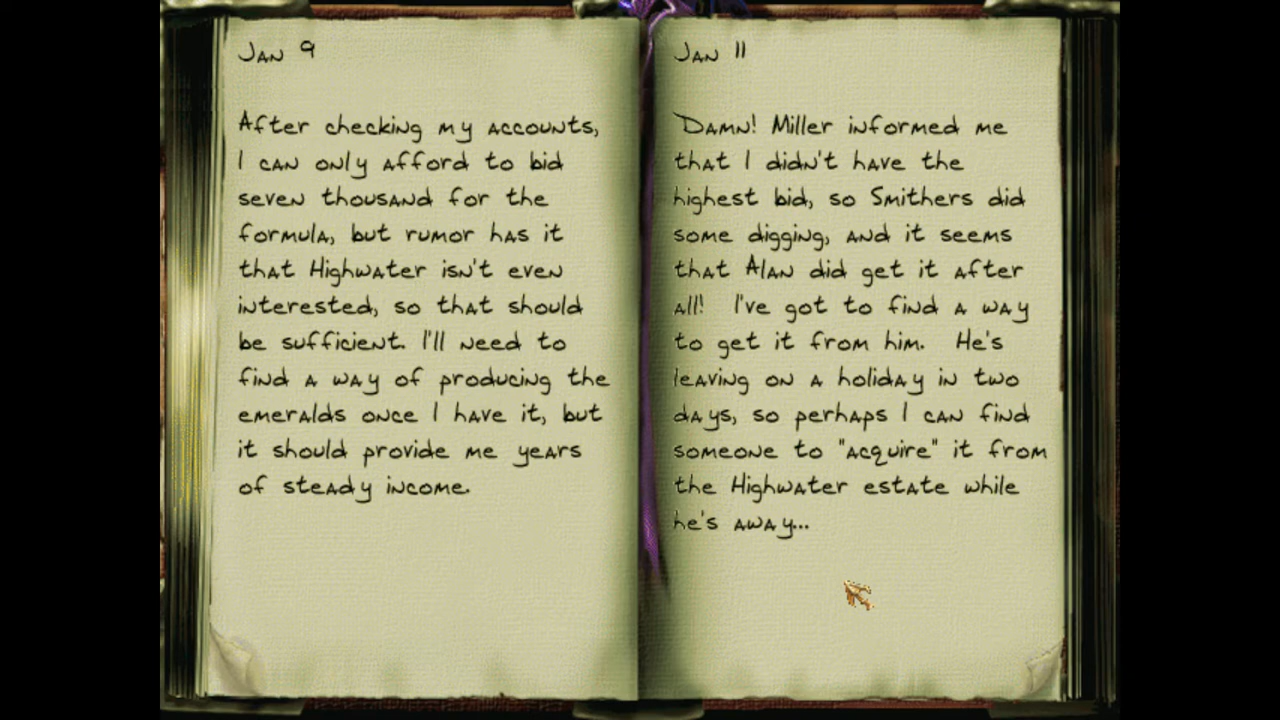 Jan 9
After checking my accounts,
I can only afford to bid
seven thousand for the
formula, but rumor has it
that Highwater isn't even
interested, so that should
be sufficient. I'll need to
find a way of producing the
emeralds once I have it, but
it should provide me years
of steady income.
Jan 11
Damn! Miller informed me
that I didn't have the
highest bid, so Smithers did
some digging, and it seems
that Alan did get it after
all! I've got to find a way
to get it from him. He's
leaving on a holiday in two
days, so perhaps I can find
someone to "acquire" it from
the Highwater estate while
he's away...